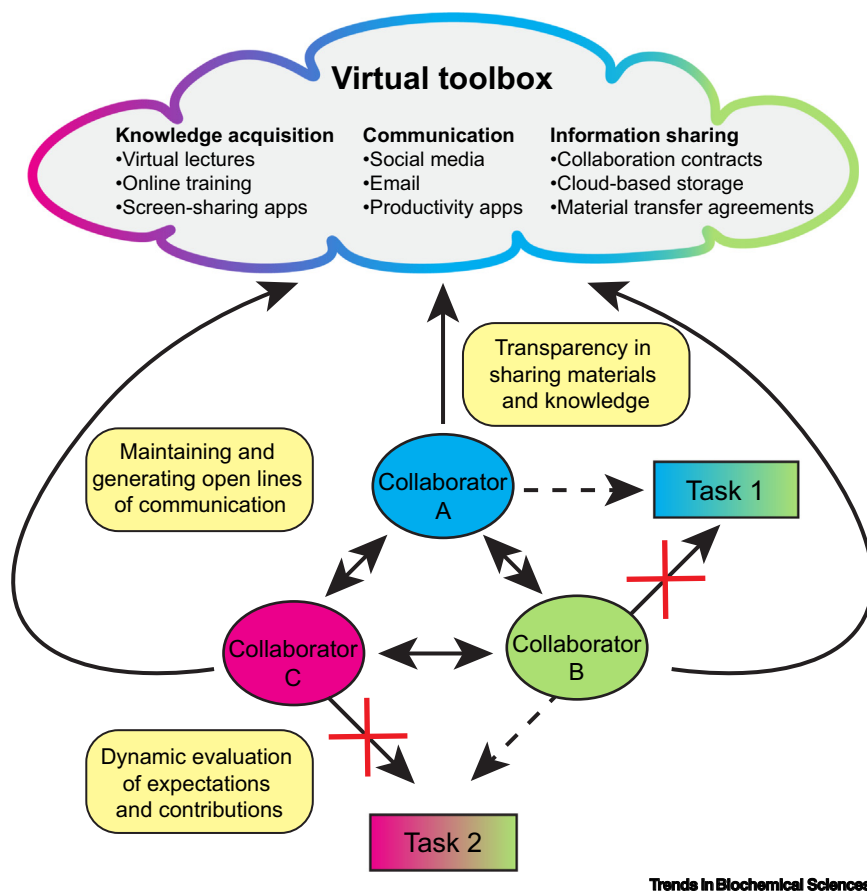 Virtual toolbox
Knowledge acquisition
•Virtual lectures
•Online training
•Screen-sharing apps
Communication
•Social media
•Email
•Productivity apps
Information sharing
•Collaboration contracts
•Cloud-based storage
•Material transfer agreements
Transparency in
sharing materials
and knowledge
Maintaining and
generating open lines
of communication
Collaborator
A
Task 1
Collaborator
C
Collaborator
B
Dynamic evaluation
of expectations
and contributions
Task 2
Trends in Biochemical Sciences